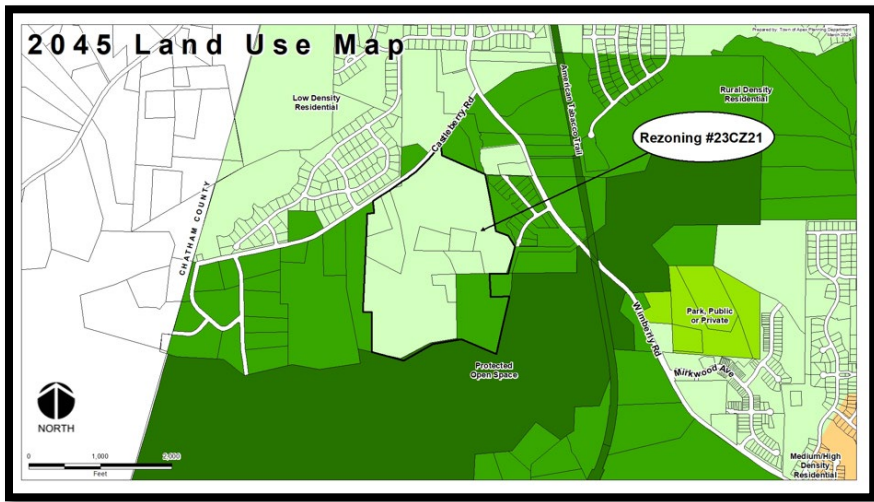 2045 Land Use Map
Prepared by: Town of Apex Planning Department
March 2024
Low Density
Residential
Castleberry Rd
American Tobacco Trail
Rural Density
Residential
Rezoning #23CZ21
CHATHAM COUNTY
Park, Public
or Private
Wimberly Rd
Mirkwood Ave
Protected
Open Space
NORTH
0 1,000 2,000
Feet
Medium/High
Density
Residential